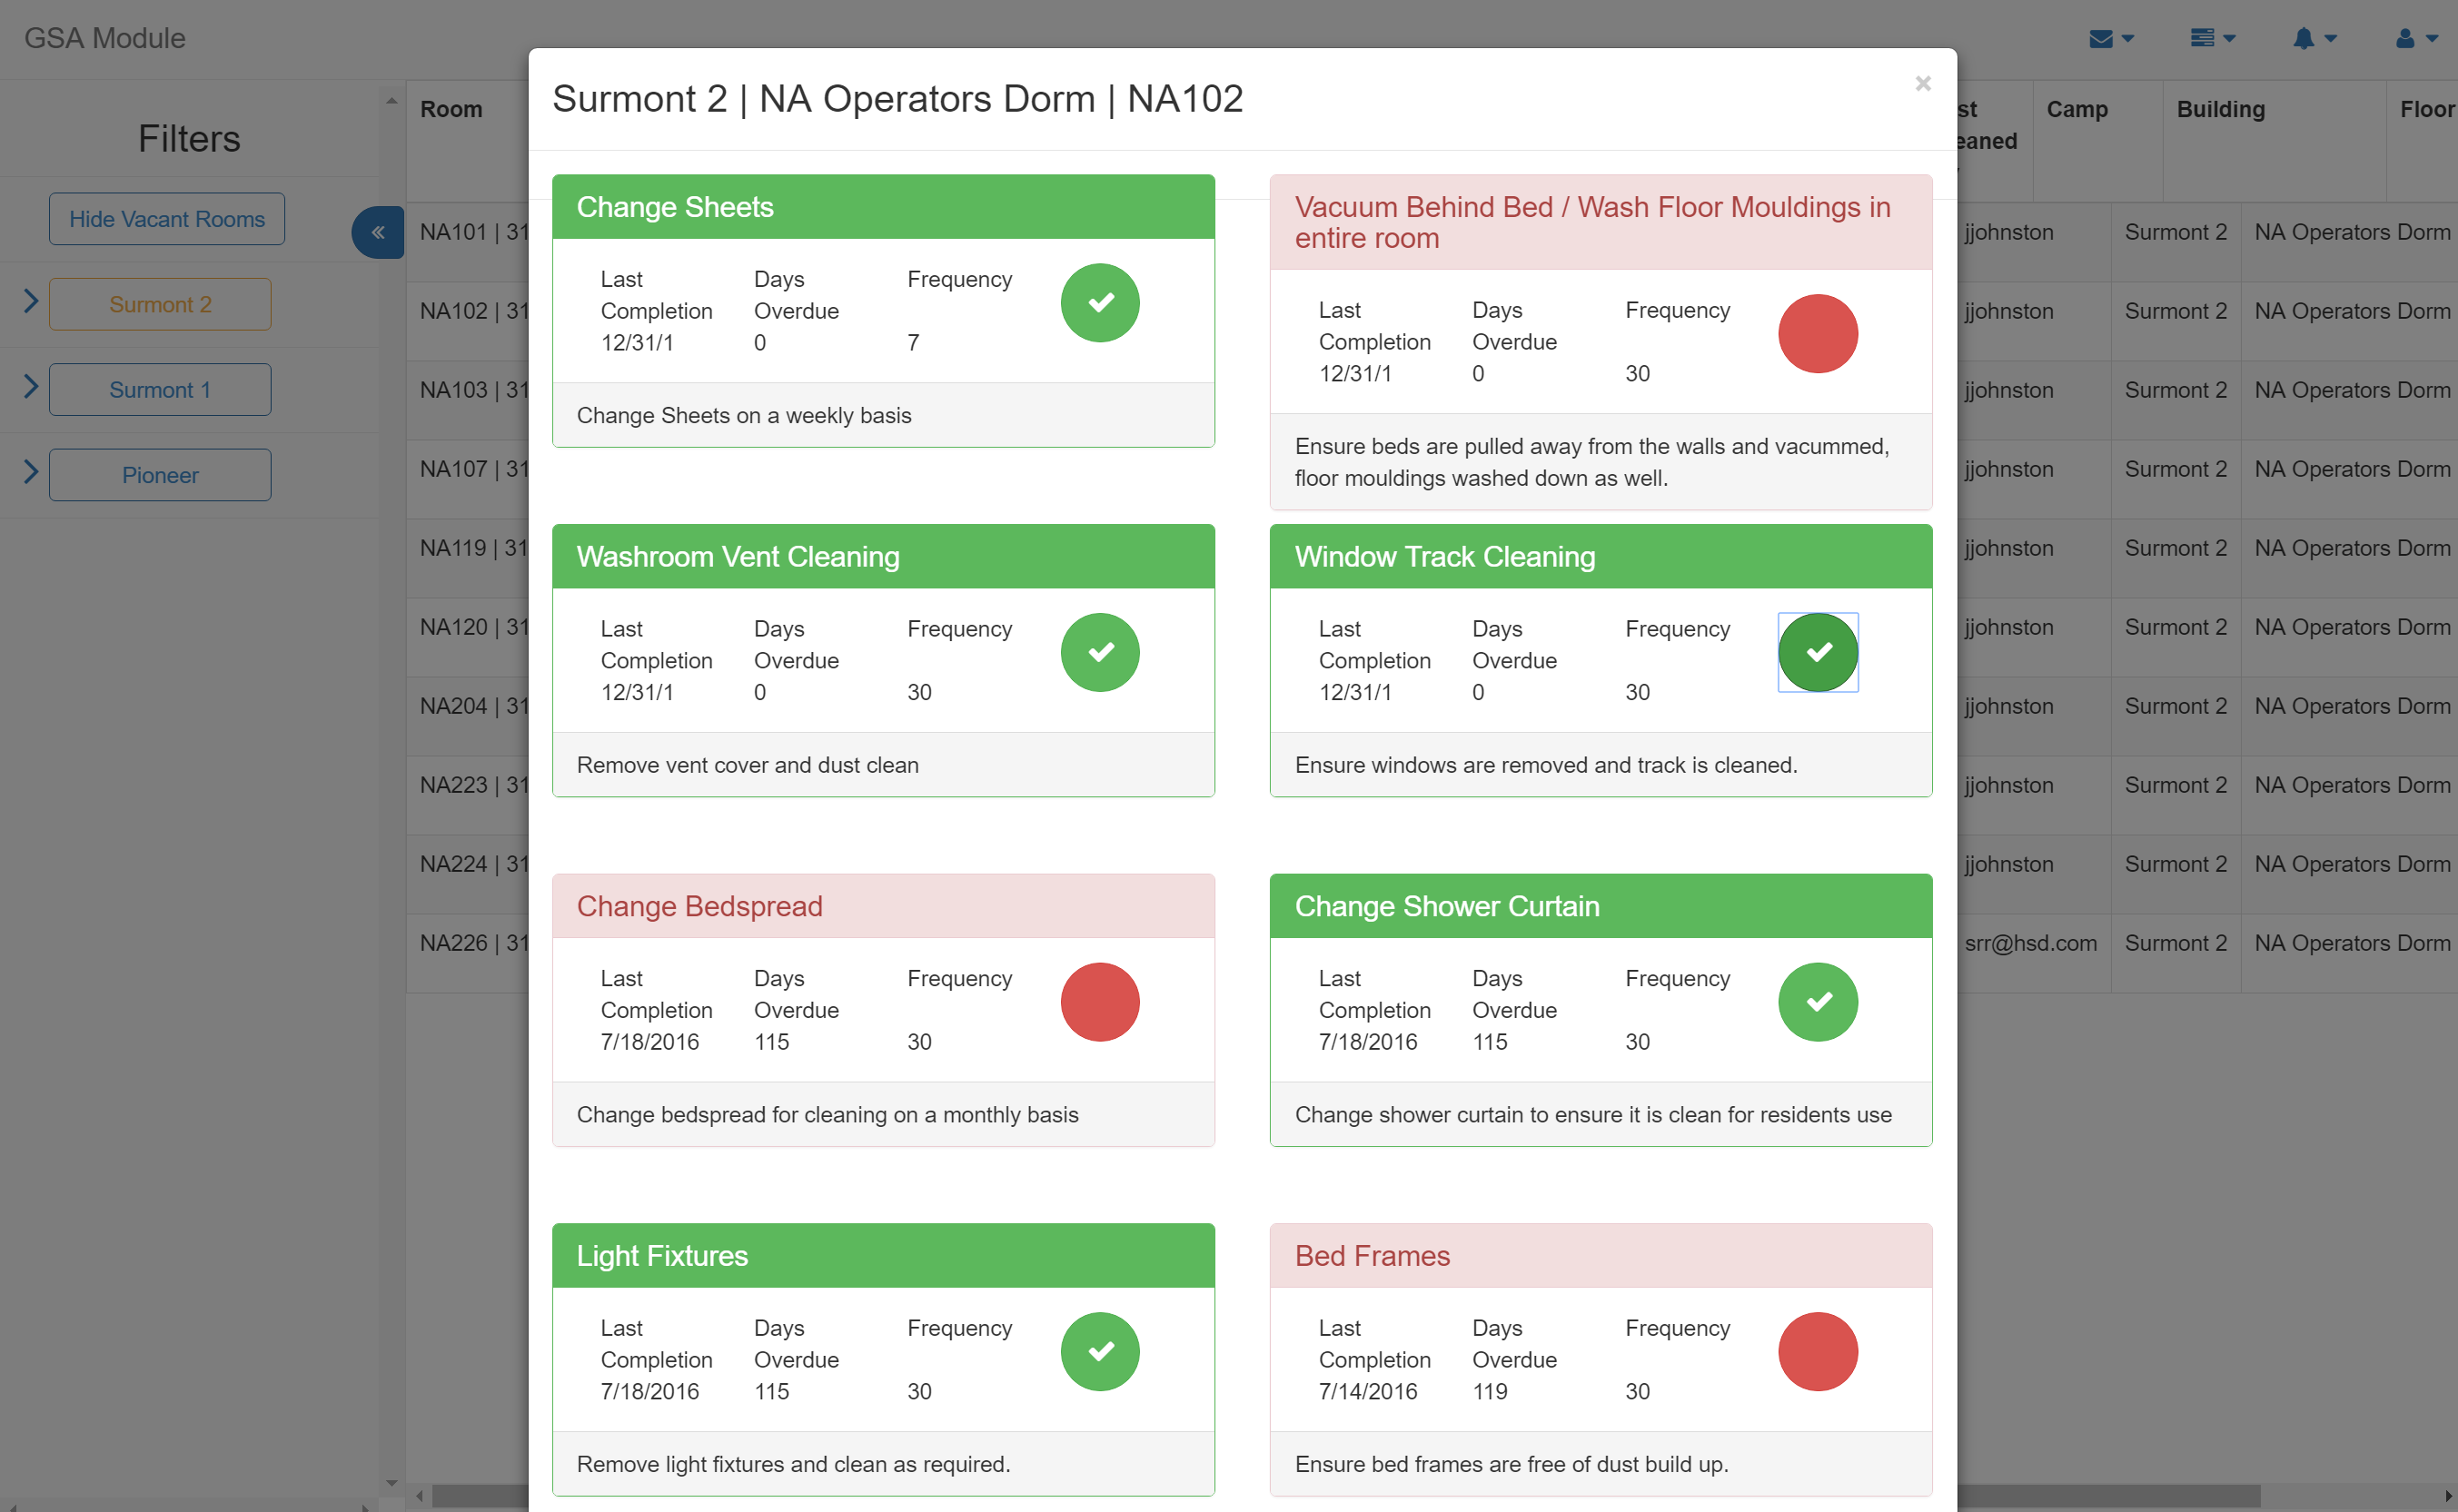 GSA Module
Filters
Hide Vacant Rooms
Surmont 2
Surmont 1
Pioneer
Room
NA101 | 31
NA102 | 31
NA103 | 31
NA107 | 31
NA119 | 31
NA120 | 31
NA204 | 31
NA223 | 31
NA224 | 31
NA226 | 31
Surmont 2 | NA Operators Dorm | NA102
×
Change Sheets
Last Completion
12/31/1
Days Overdue
0
Frequency
7
Change Sheets on a weekly basis
Vacuum Behind Bed / Wash Floor Mouldings in
entire room
Last Completion
12/31/1
Days Overdue
0
Frequency
30
Ensure beds are pulled away from the walls and vacummed,
floor mouldings washed down as well.
Washroom Vent Cleaning
Last Completion
12/31/1
Days Overdue
0
Frequency
30
Remove vent cover and dust clean
Window Track Cleaning
Last Completion
12/31/1
Days Overdue
0
Frequency
30
Ensure windows are removed and track is cleaned.
Change Bedspread
Last Completion
7/18/2016
Days Overdue
115
Frequency
30
Change bedspread for cleaning on a monthly basis
Change Shower Curtain
Last Completion
7/18/2016
Days Overdue
115
Frequency
30
Change shower curtain to ensure it is clean for residents use
Light Fixtures
Last Completion
7/18/2016
Days Overdue
115
Frequency
30
Remove light fixtures and clean as required.
Bed Frames
Last Completion
7/14/2016
Days Overdue
119
Frequency
30
Ensure bed frames are free of dust build up.
st
eaned
Camp
Building
Floor
jjohnston Surmont 2 NA Operators Dorm
jjohnston Surmont 2 NA Operators Dorm
jjohnston Surmont 2 NA Operators Dorm
jjohnston Surmont 2 NA Operators Dorm
jjohnston Surmont 2 NA Operators Dorm
jjohnston Surmont 2 NA Operators Dorm
jjohnston Surmont 2 NA Operators Dorm
jjohnston Surmont 2 NA Operators Dorm
jjohnston Surmont 2 NA Operators Dorm
srr@hsd.com Surmont 2 NA Operators Dorm